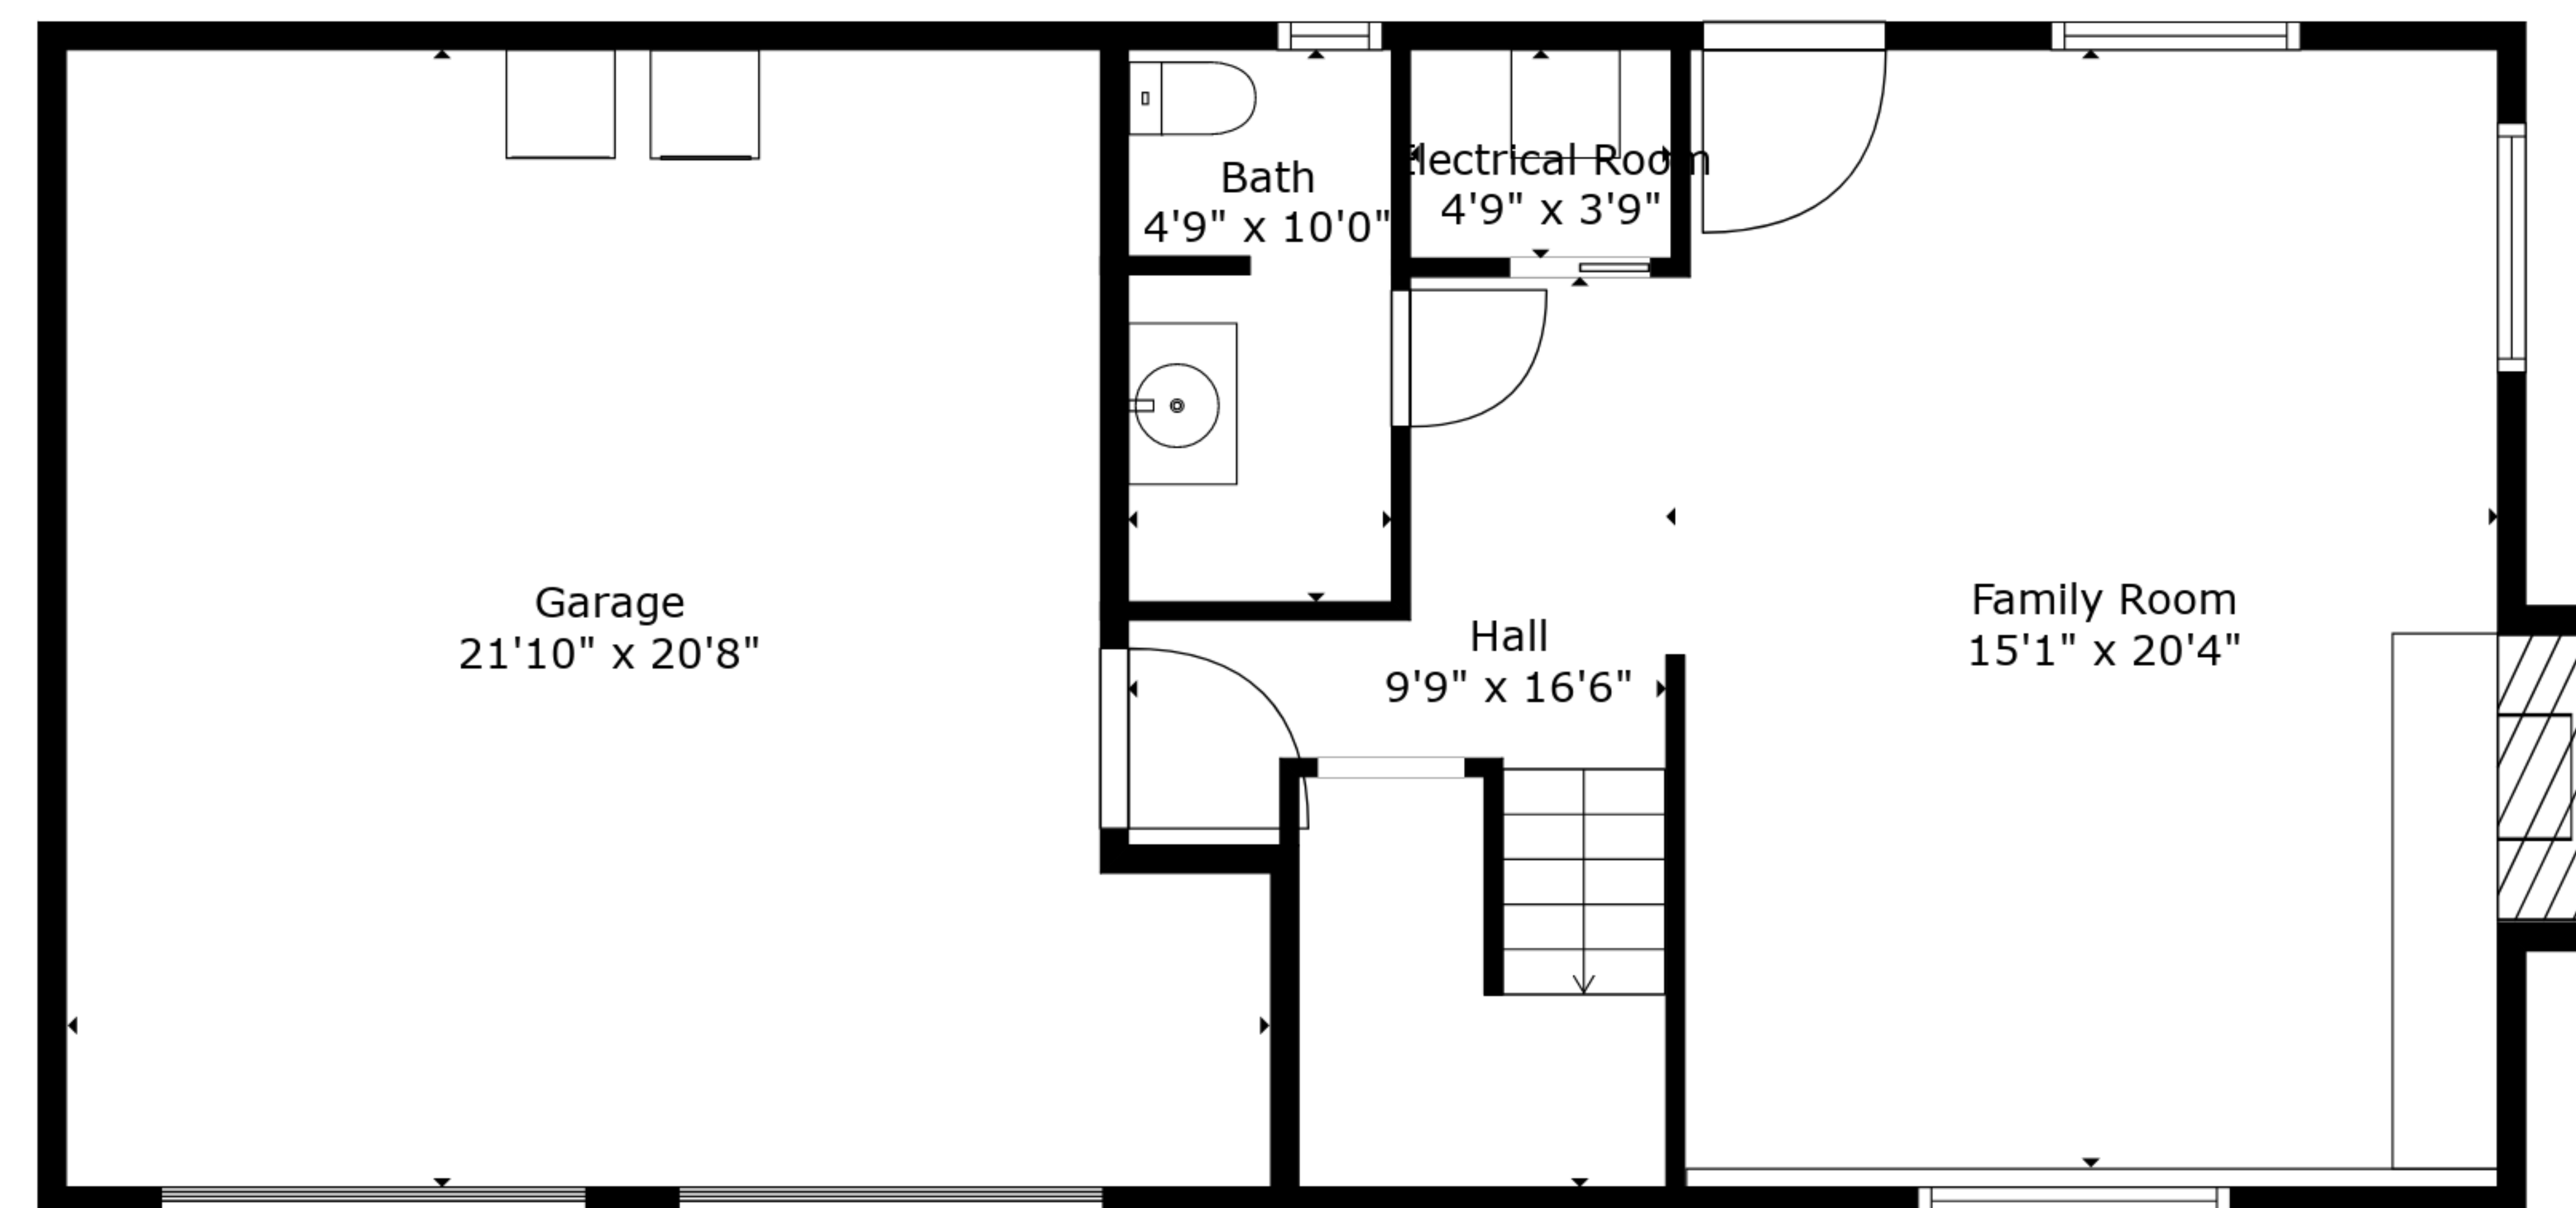 Bath
4'9" x 10'0"
Electrical Room
4'9" x 3'9"
Garage
21'10" x 20'8"
Hall
9'9" x 16'6"
Family Room
15'1" x 20'4"